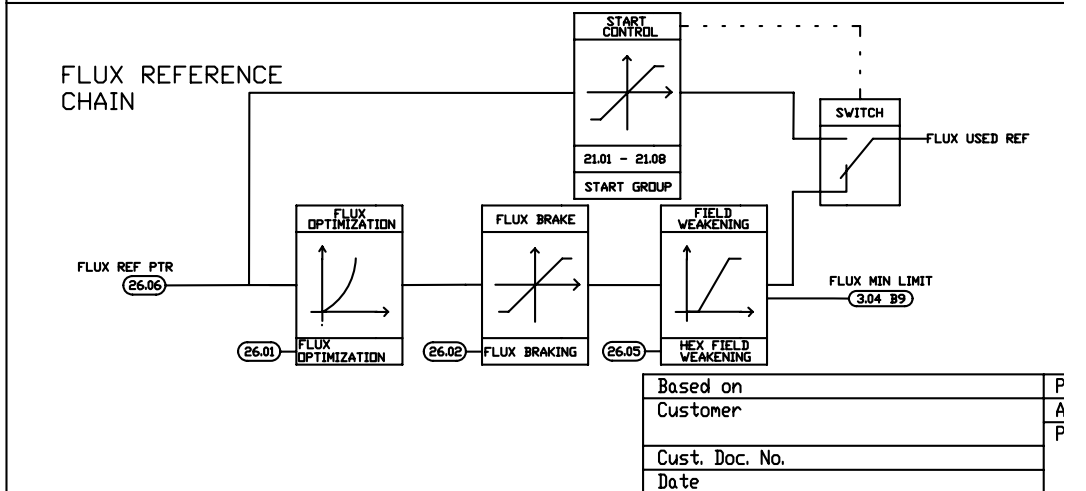 FLUX REFERENCE
CHAIN
START
CONTROL
21.01 - 21.08
START GROUP
SWITCH
FLUX USED REF
FLUX REF PTR
26.06
FLUX
OPTIMIZATION
26.01
FLUX
OPTIMIZATION
FLUX BRAKE
26.02
FLUX BRAKING
FIELD
WEAKENING
26.05
HEX FIELD
WEAKENING
FLUX MIN LIMIT
3.04 B9
Based on
P
Customer
A
P
Cust. Doc. No.
Date